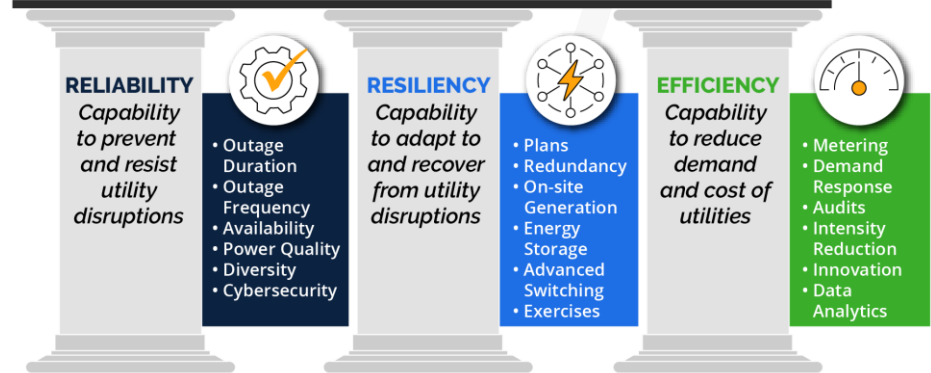 RELIABILITY
Capability
to prevent
and resist
utility
disruptions
• Outage
Duration
• Outage
Frequency
• Availability
• Power Quality
• Diversity
• Cybersecurity
RESILIENCY
Capability
to adapt to
and recover
from utility
disruptions
• Plans
• Redundancy
• On-site
Generation
• Energy
Storage
• Advanced
Switching
• Exercises
EFFICIENCY
Capability
to reduce
demand
and cost of
utilities
• Metering
• Demand
Response
• Audits
• Intensity
Reduction
• Innovation
• Data
Analytics